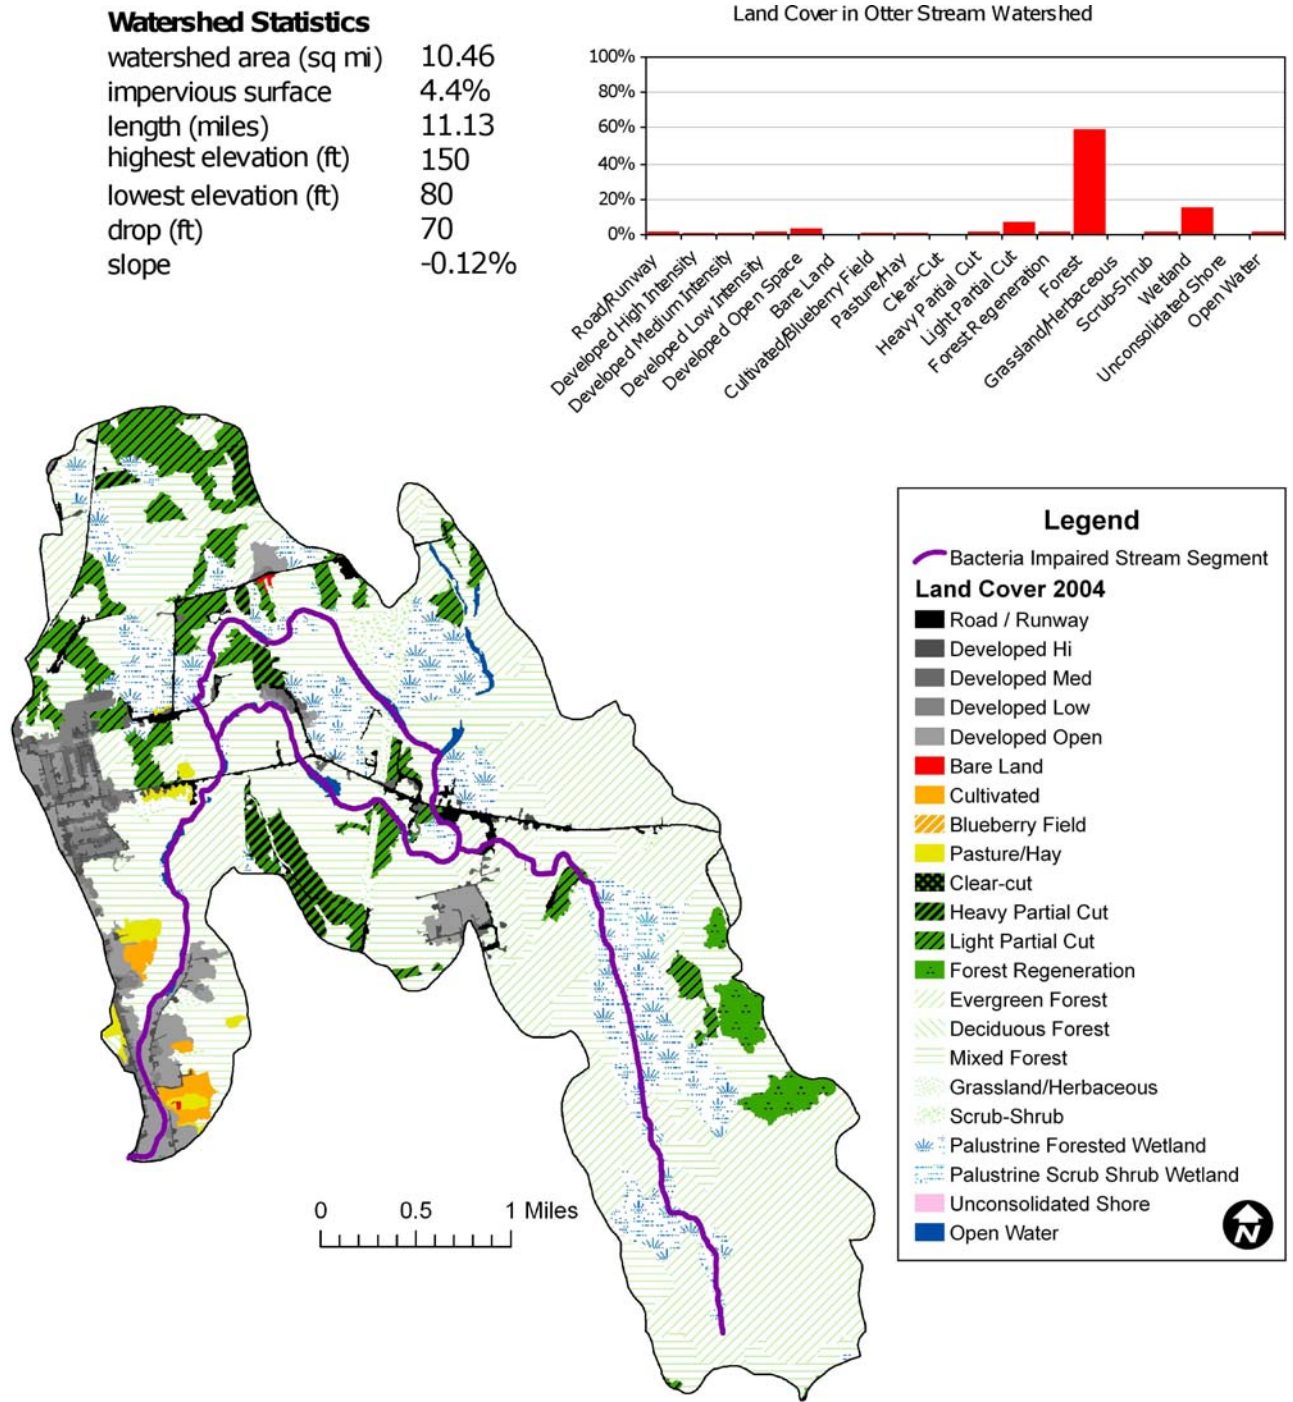 Watershed Statistics
watershed area (sq mi) 10.46
impervious surface 4.4%
length (miles) 11.13
highest elevation (ft) 150
lowest elevation (ft) 80
drop (ft) 70
slope -0.12%
Land Cover in Otter Stream Watershed
100%
80%
60%
40%
20%
0%
Road/Runway
Developed High Intensity
Developed Medium Intensity
Developed Low Intensity
Developed Open Space
Bare Land
Cultivated/Blueberry Field
Pasture/Hay
Clear-Cut
Heavy Partial Cut
Light Partial Cut
Forest Regeneration
Forest
Grassland/Herbaceous
Scrub-Shrub
Wetland
Unconsolidated Shore
Open Water
Legend
Bacteria Impaired Stream Segment
Land Cover 2004
Road / Runway
Developed Hi
Developed Med
Developed Low
Developed Open
Bare Land
Cultivated
Blueberry Field
Pasture/Hay
Clear-cut
Heavy Partial Cut
Light Partial Cut
Forest Regeneration
Evergreen Forest
Deciduous Forest
Mixed Forest
Grassland/Herbaceous
Scrub-Shrub
Palustrine Forested Wetland
Palustrine Scrub Shrub Wetland
Unconsolidated Shore
Open Water
N
0 0.5 1 Miles